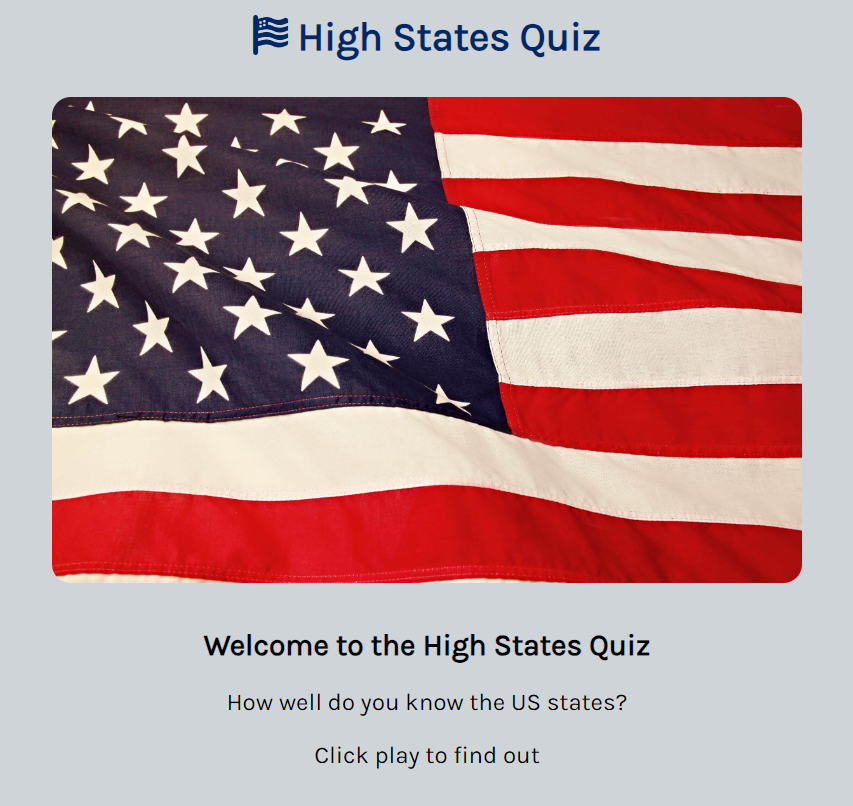 High States Quiz
Welcome to the High States Quiz
How well do you know the US states?
Click play to find out